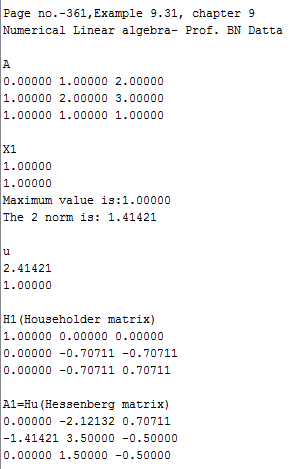 Page no.-361,Example 9.31, chapter 9
Numerical Linear algebra- Prof. BN Datta
A
0.00000 1.00000 2.00000
1.00000 2.00000 3.00000
1.00000 1.00000 1.00000
X1
1.00000
1.00000
Maximum value is:1.00000
The 2 norm is: 1.41421
u
2.41421
1.00000
H1(Householder matrix)
1.00000 0.00000 0.00000
0.00000 -0.70711 -0.70711
0.00000 -0.70711 0.70711
A1=Hu(Hessenberg matrix)
0.00000 -2.12132 0.70711
-1.41421 3.50000 -0.50000
0.00000 1.50000 -0.50000